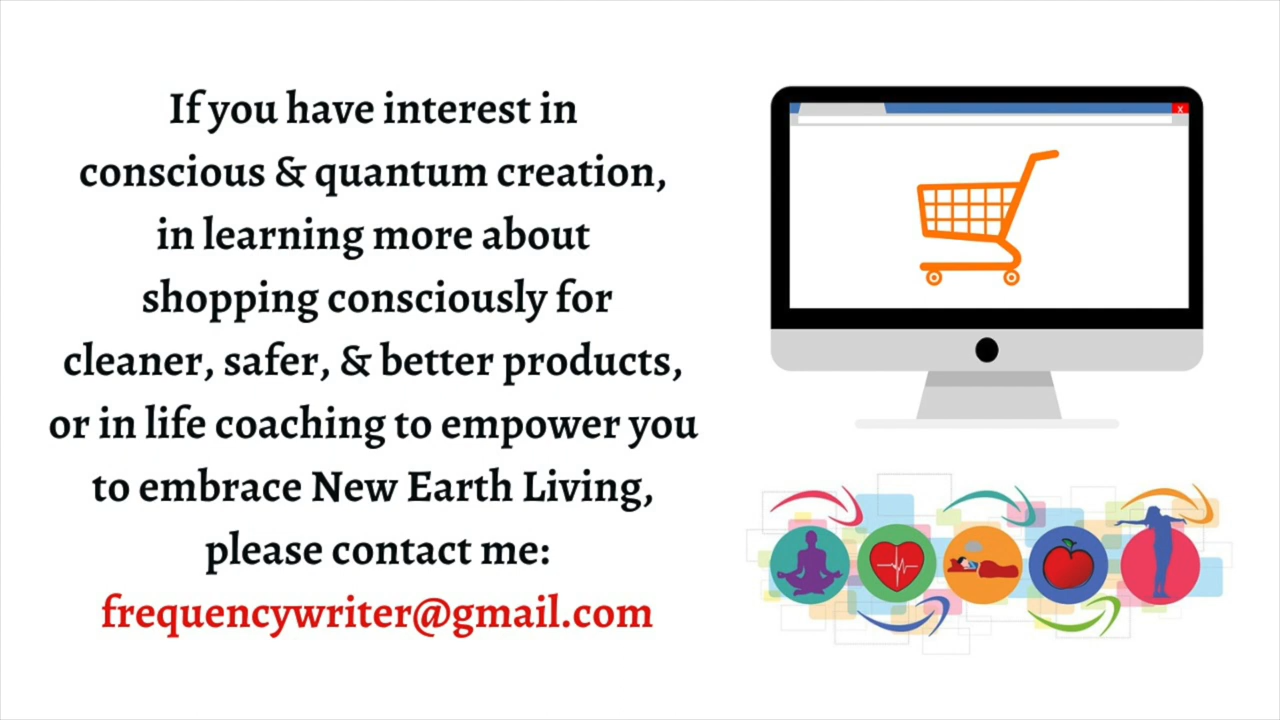 If you have interest in
conscious & quantum creation,
in learning more about
shopping consciously for
cleaner, safer, & better products,
or in life coaching to empower you
to embrace New Earth Living,
please contact me:
frequencywriter@gmail.com
X